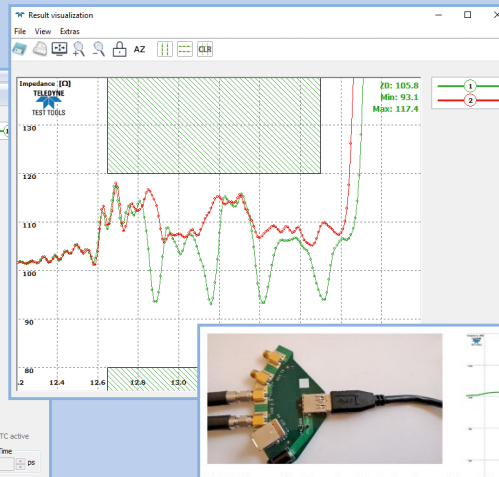 Result visualization
File View Extras
AZ CLR
Impedance [Ω]
TELEDYNE
TEST TOOLS
Z0: 105.8
Min: 93.1
Max: 117.4
1
2
130
120
110
100
90
80
12.4 12.6 12.8 13.0
TC active
Time
ps